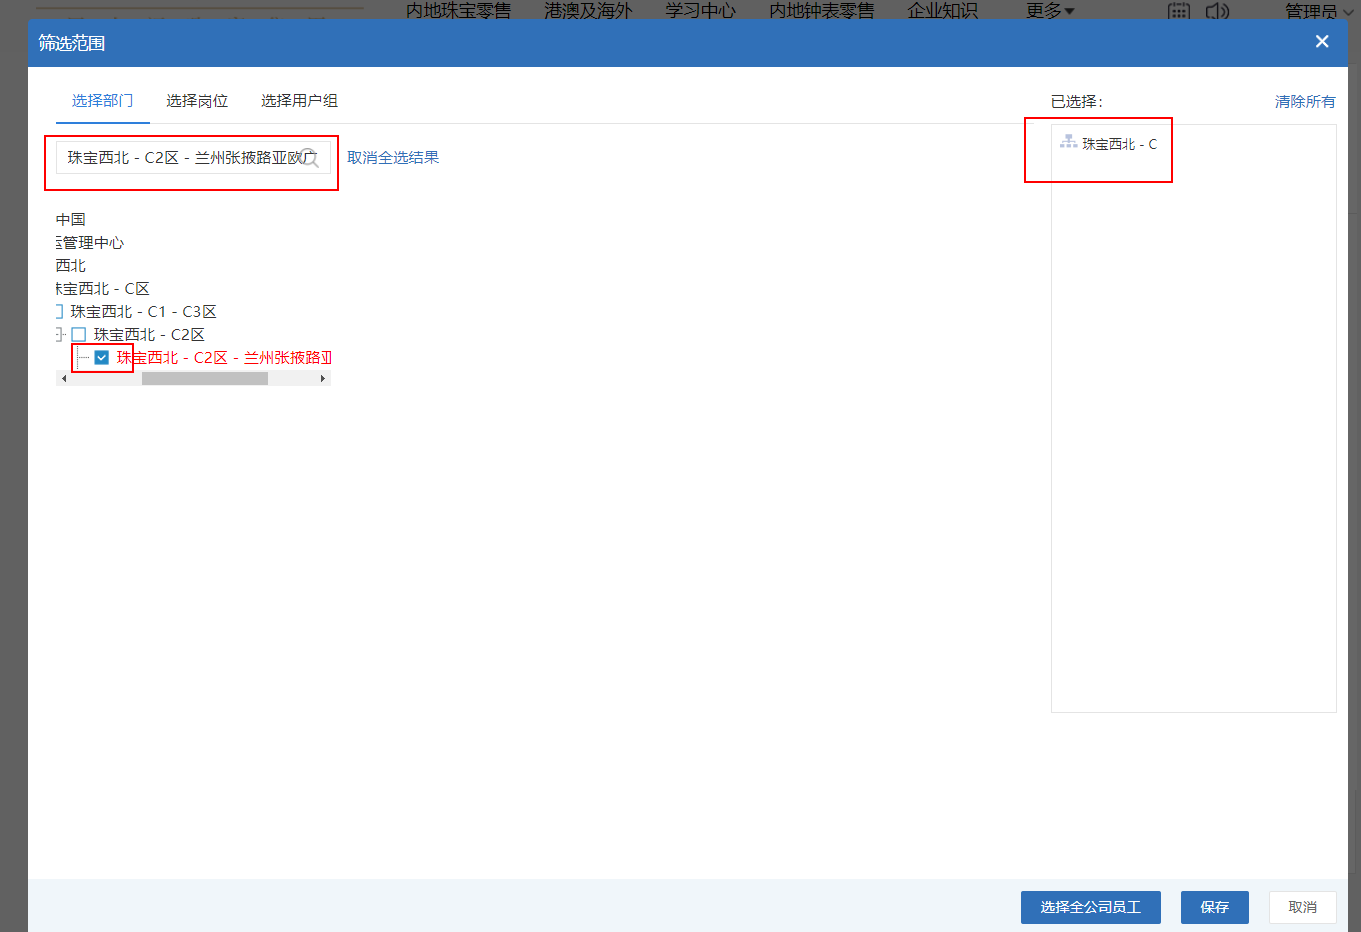 内地珠宝零售 港澳及海外 学习中心 内地钟表零售 企业知识 更多 管理员
筛选范围
选择部门 选择岗位 选择用户组 已选择： 清除所有
珠宝西北 - C2区 - 兰州张掖路亚欧广 取消全选结果
珠宝西北 - C
中国
运管理中心
西北
珠宝西北 - C区
珠宝西北 - C1 - C3区
珠宝西北 - C2区
珠宝西北 - C2区 - 兰州张掖路亚
选择全公司员工 保存 取消